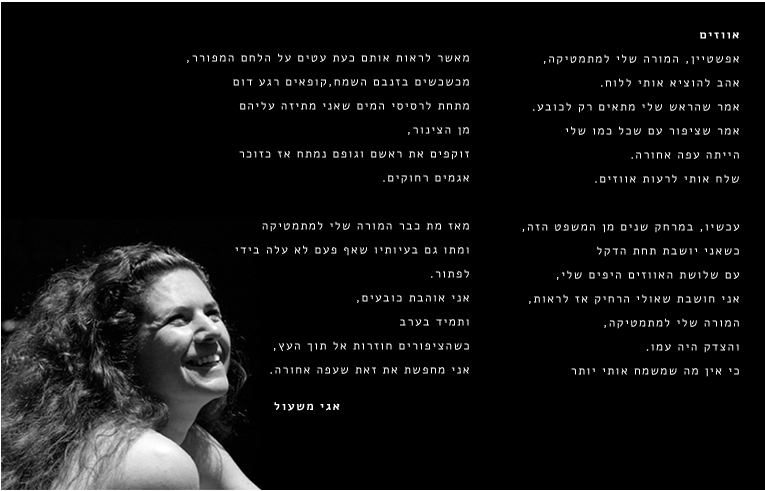 אווזים
אפשטיין, המורה שלי למתמטיקה,
אהב להוציא אותי ללוח.
אמר שהראש שלי מתאים רק לכובע.
אמר שציפור עם שכל כמו שלי
הייתה עפה אחורה.
שלח אותי לרעות אווזים.
עכשיו, במרחק שנים מן המשפט הזה,
כשאני יושבת תחת הדקל
עם שלושת האווזים היפים שלי,
אני חושבת שאולי הרחיק אז לראות,
המורה שלי למתמטיקה,
והצדק היה עמו.
כי אין מה שמשמח אותי יותר
מאשר לראות אותם כעת עטים על הלחם המפורר,
מכשכשים בזנבם השמח,קופאים רגע דום
מתחת לרסיסי המים שאני מתיזה עליהם
מן הצינור,
זוקפים את ראשם וגופם נמתח אז כזוכר
אגמים רחוקים.
מאז מת כבר המורה שלי למתמטיקה
ומתו גם בעיותיו שאף פעם לא עלה בידי
לפתור.
אני אוהבת כובעים,
ותמיד בערב
כשהציפורים חוזרות אל תוך העץ,
אני מחפשת את זאת שעפה אחורה.
אגי משעול